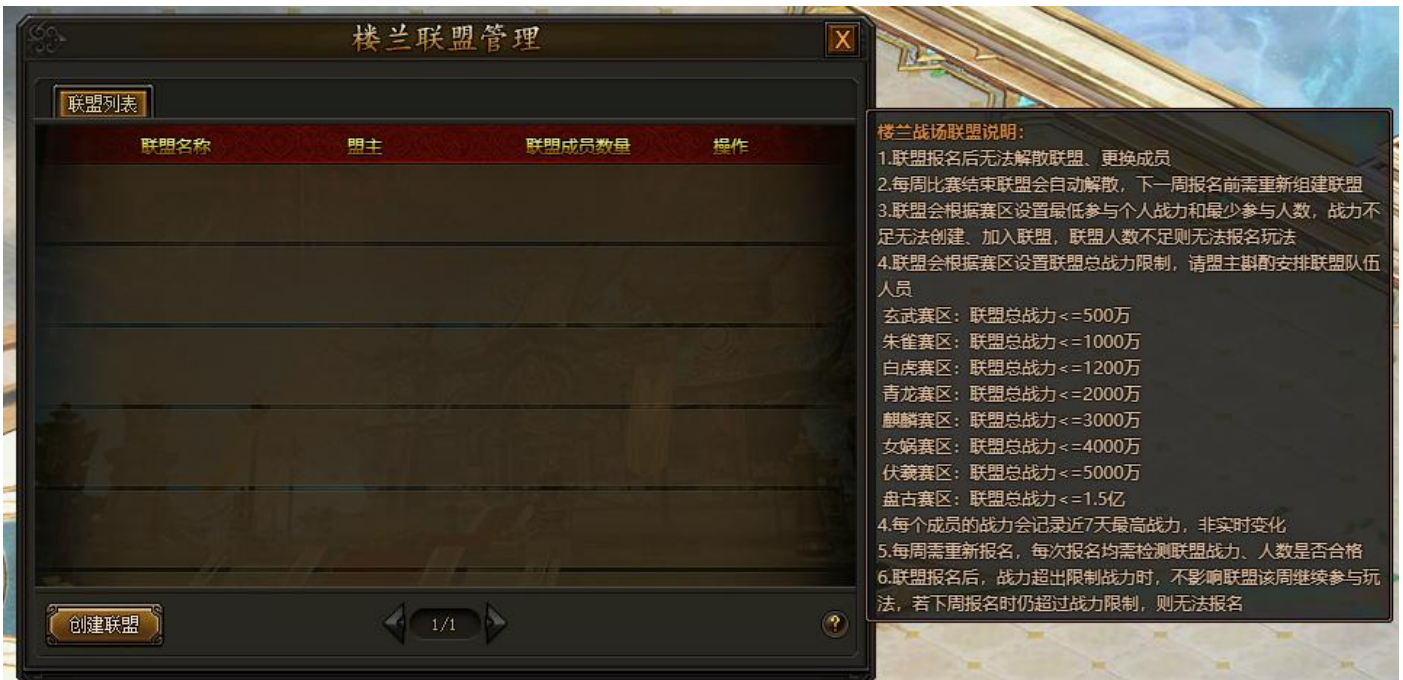 楼兰联盟管理
X
联盟列表
联盟名称 盟主 联盟成员数量 操作
创建联盟
1/1
?
楼兰战场联盟说明：
1.联盟报名后无法解散联盟、更换成员
2.每周比赛结束联盟会自动解散，下一周报名前需重新组建联盟
3.联盟会根据赛区设置最低参与个人战力和最少参与人数，战力不
足无法创建、加入联盟，联盟人数不足则无法报名玩法
4.联盟会根据赛区设置联盟总战力限制，请盟主斟酌安排联盟队伍
人员
玄武赛区：联盟总战力<=500万
朱雀赛区：联盟总战力<=1000万
白虎赛区：联盟总战力<=1200万
青龙赛区：联盟总战力<=2000万
麒麟赛区：联盟总战力<=3000万
女娲赛区：联盟总战力<=4000万
伏羲赛区：联盟总战力<=5000万
盘古赛区：联盟总战力<=1.5亿
4.每个成员的战力会记录近7天最高战力，非实时变化
5.每周需重新报名，每次报名均需检测联盟战力、人数是否合格
6.联盟报名后，战力超出限制战力时，不影响联盟该周继续参与玩
法，若下周报名时仍超过战力限制，则无法报名